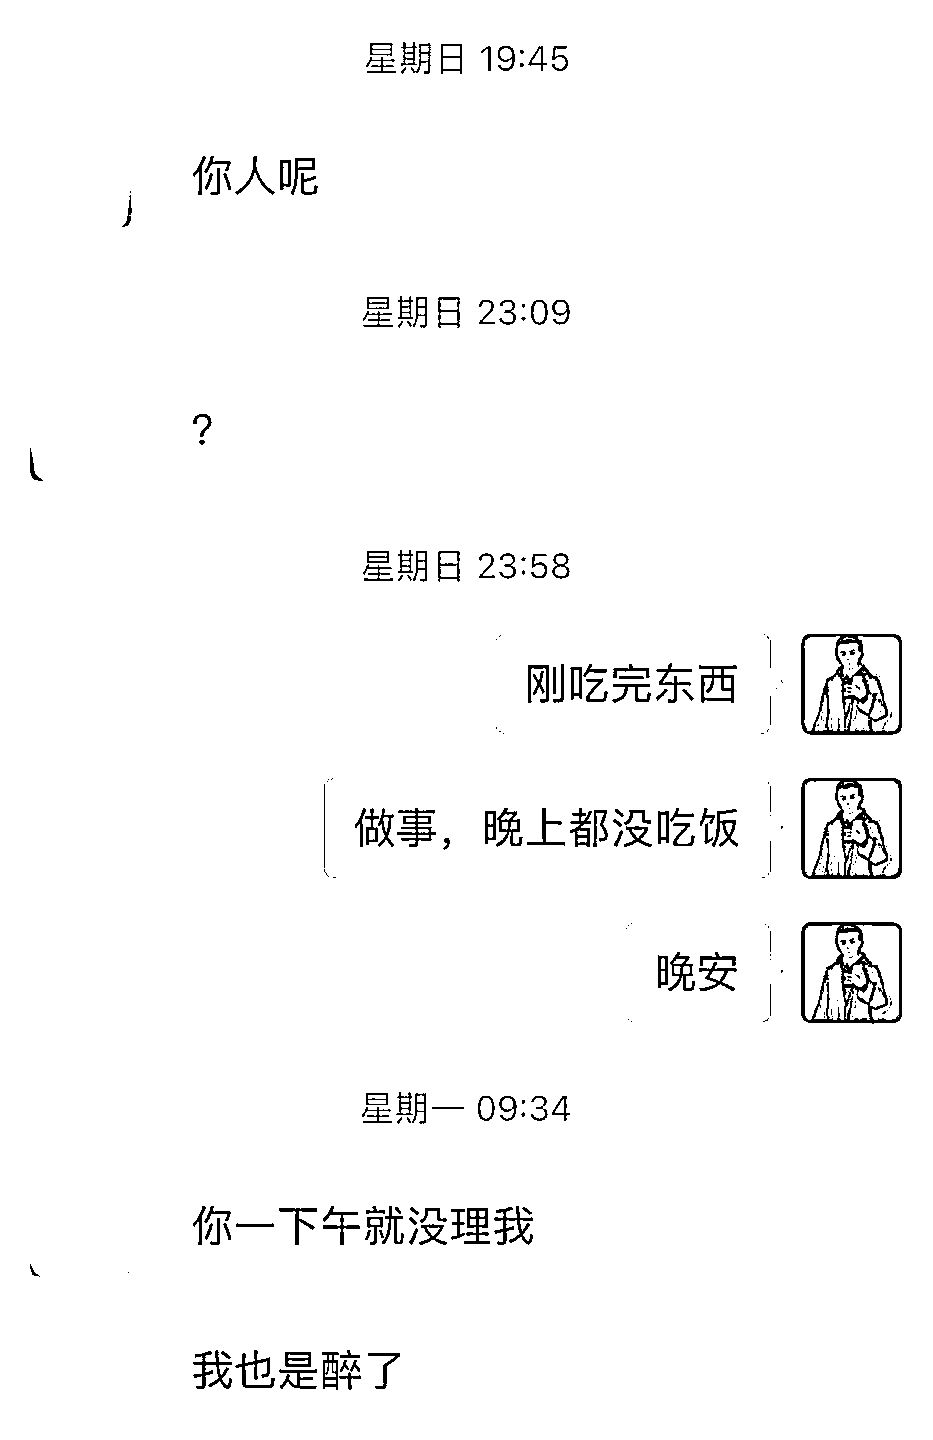 星期日 19:45
你人呢
星期日 23:09
?
星期日 23:58
刚吃完东西
做事，晚上都没吃饭
晚安
星期一 09:34
你一下午就没理我
我也是醉了